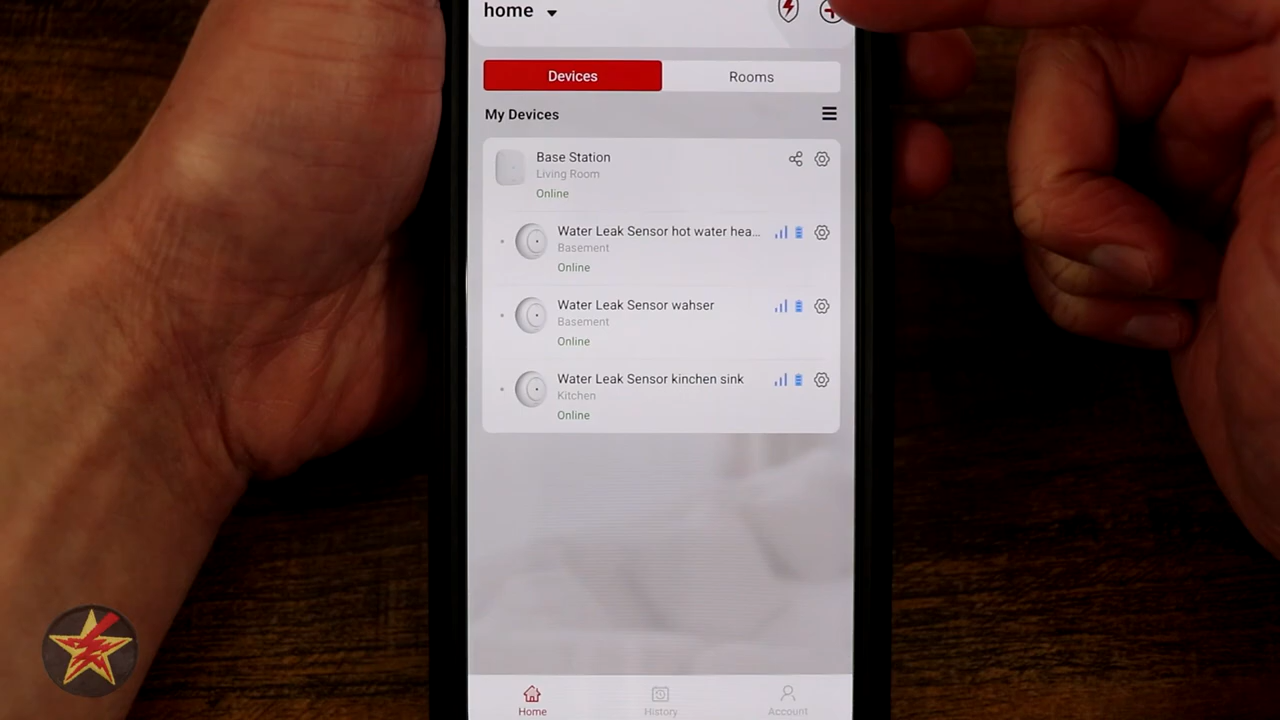 home
Devices
Rooms
My Devices
Base Station
Living Room
Online
Water Leak Sensor hot water hea...
Basement
Online
Water Leak Sensor wahser
Basement
Online
Water Leak Sensor kinchen sink
Kitchen
Online
Home
History
Account